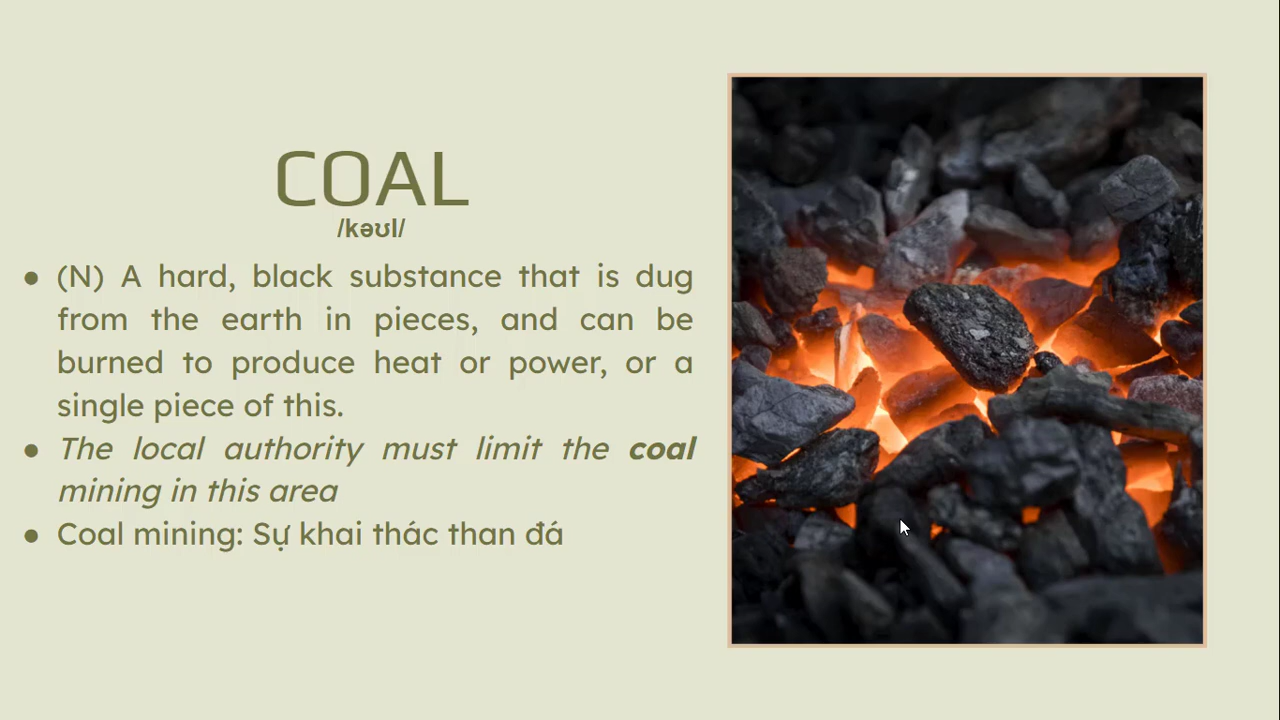 COAL
/kəʊl/
● (N) A hard, black substance that is dug
from the earth in pieces, and can be
burned to produce heat or power, or a
single piece of this.
● The local authority must limit the coal
mining in this area
● Coal mining: Sự khai thác than đá